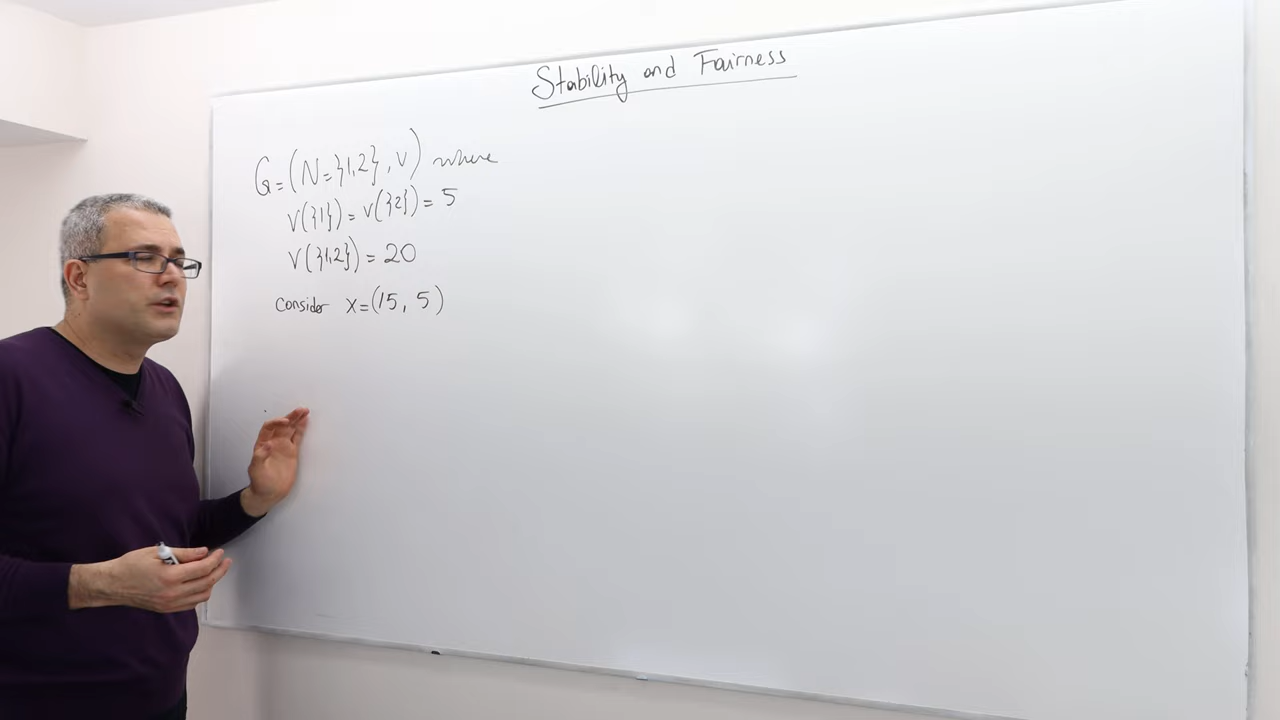 Stability and Fairness
G=(N={1,2}, v) where
v({1})=v({2})=5
v({1,2})=20
consider x=(15, 5)